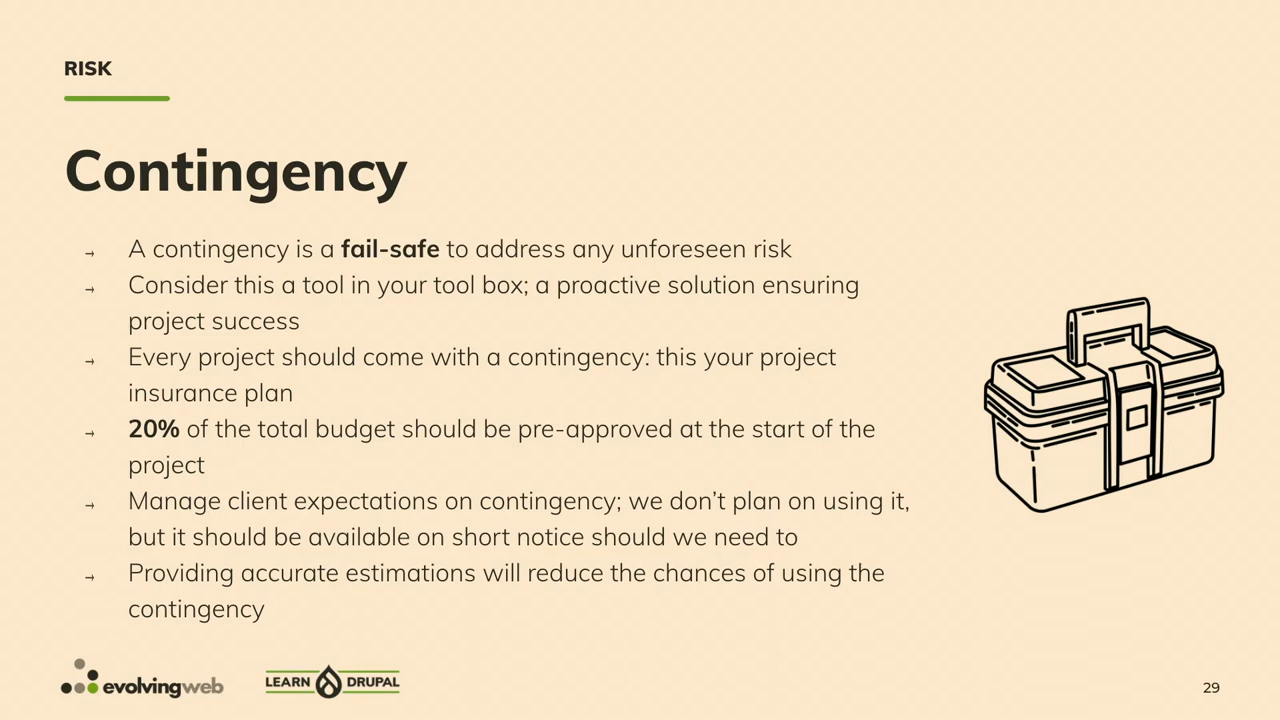 RISK
Contingency
→ A contingency is a fail-safe to address any unforeseen risk
→ Consider this a tool in your tool box; a proactive solution ensuring
project success
→ Every project should come with a contingency: this your project
insurance plan
→ 20% of the total budget should be pre-approved at the start of the
project
→ Manage client expectations on contingency; we don’t plan on using it,
but it should be available on short notice should we need to
→ Providing accurate estimations will reduce the chances of using the
contingency
evolvingweb
LEARN DRUPAL
29